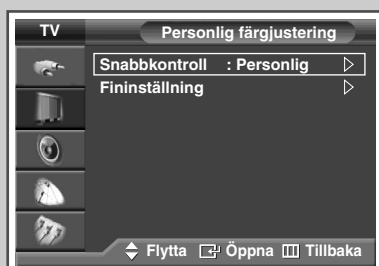 TV Personlig färgjustering
Snabbkontroll : Personlig
Fininställning
Flytta Öppna Tillbaka